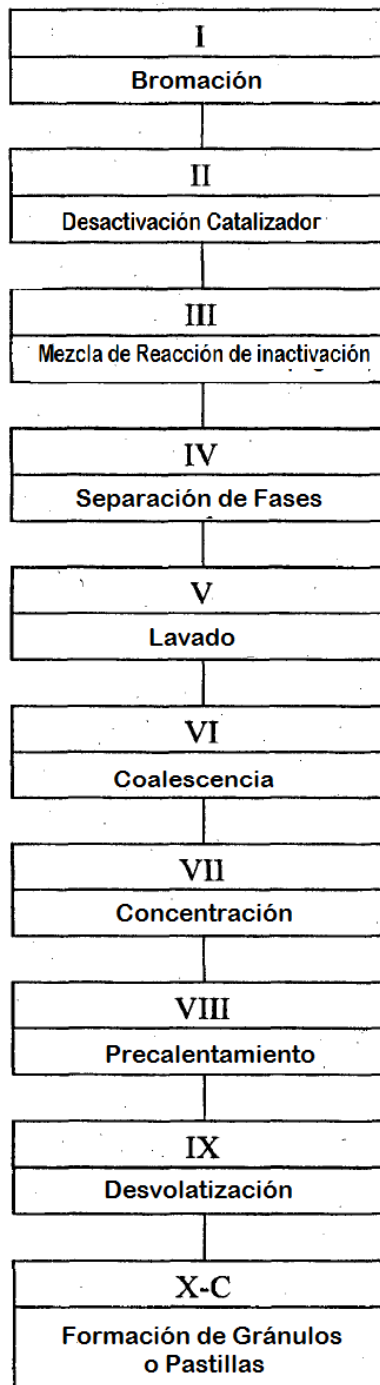 I
Bromación
II
Desactivación Catalizador
III
Mezcla de Reacción de inactivación
IV
Separación de Fases
V
Lavado
VI
Coalescencia
VII
Concentración
VIII
Precalentamiento
IX
Desvolatización
X-C
Formación de Gránulos
o Pastillas